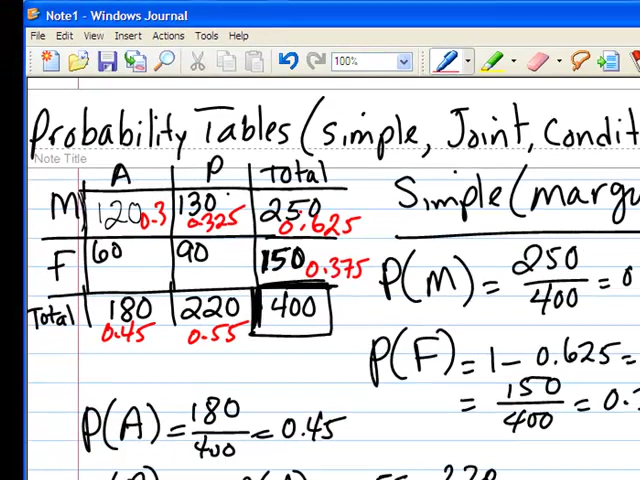 Note1 - Windows Journal
File Edit View Insert Actions Tools Help
100%
Probability Tables (simple, Joint, Condit
Note Title
A P Total
M 120 0.3 130 0.325 250 0.625
F 60 90 150 0.375
Total 180 0.45 220 0.55 400
Simple (margu
P(M) = 250/400 = 0
P(F) = 1 - 0.625 =
= 150/400 = 0.3
P(A) = 180/400 = 0.45